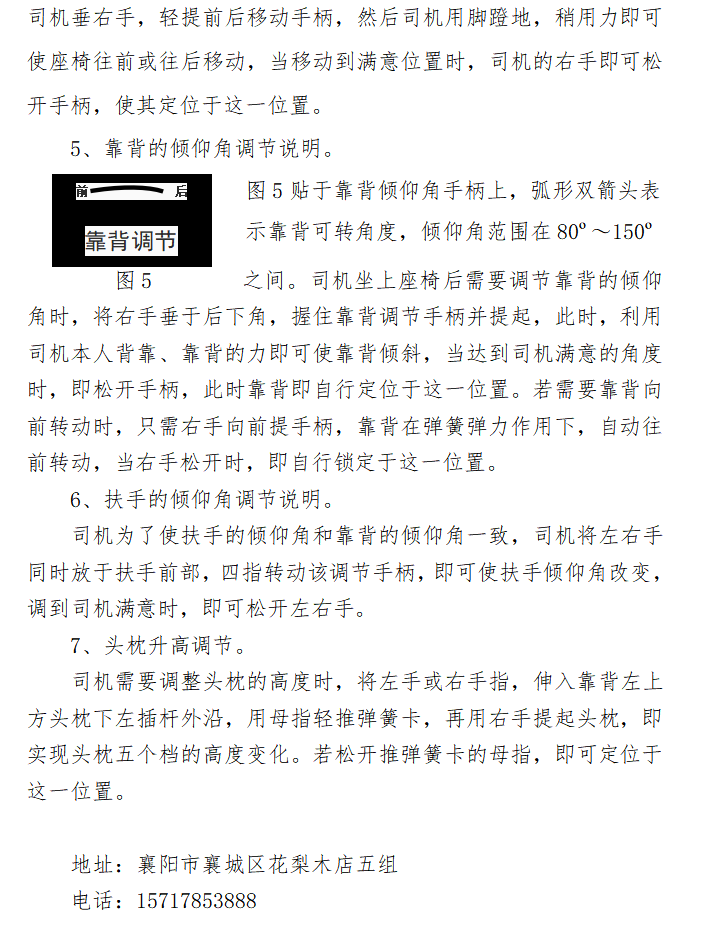 司机垂右手，轻提前后移动手柄，然后司机用脚蹬地，稍用力即可
使座椅往前或往后移动，当移动到满意位置时，司机的右手即可松
开手柄，使其定位于这一位置。
5、靠背的倾仰角调节说明。
前 后
靠背调节
图5
图5贴于靠背倾仰角手柄上，弧形双箭头表
示靠背可转角度，倾仰角范围在80º～150º
之间。司机坐上座椅后需要调节靠背的倾仰
角时，将右手垂于后下角，握住靠背调节手柄并提起，此时，利用
司机本人背靠、靠背的力即可使靠背倾斜，当达到司机满意的角度
时，即松开手柄，此时靠背即自行定位于这一位置。若需要靠背向
前转动时，只需右手向前提手柄，靠背在弹簧弹力作用下，自动往
前转动，当右手松开时，即自行锁定于这一位置。
6、扶手的倾仰角调节说明。
司机为了使扶手的倾仰角和靠背的倾仰角一致，司机将左右手
同时放于扶手前部，四指转动该调节手柄，即可使扶手倾仰角改变，
调到司机满意时，即可松开左右手。
7、头枕升高调节。
司机需要调整头枕的高度时，将左手或右手指，伸入靠背左上
方头枕下左插杆外沿，用母指轻推弹簧卡，再用右手提起头枕，即
实现头枕五个档的高度变化。若松开推弹簧卡的母指，即可定位于
这一位置。
地址：襄阳市襄城区花梨木店五组
电话：15717853888